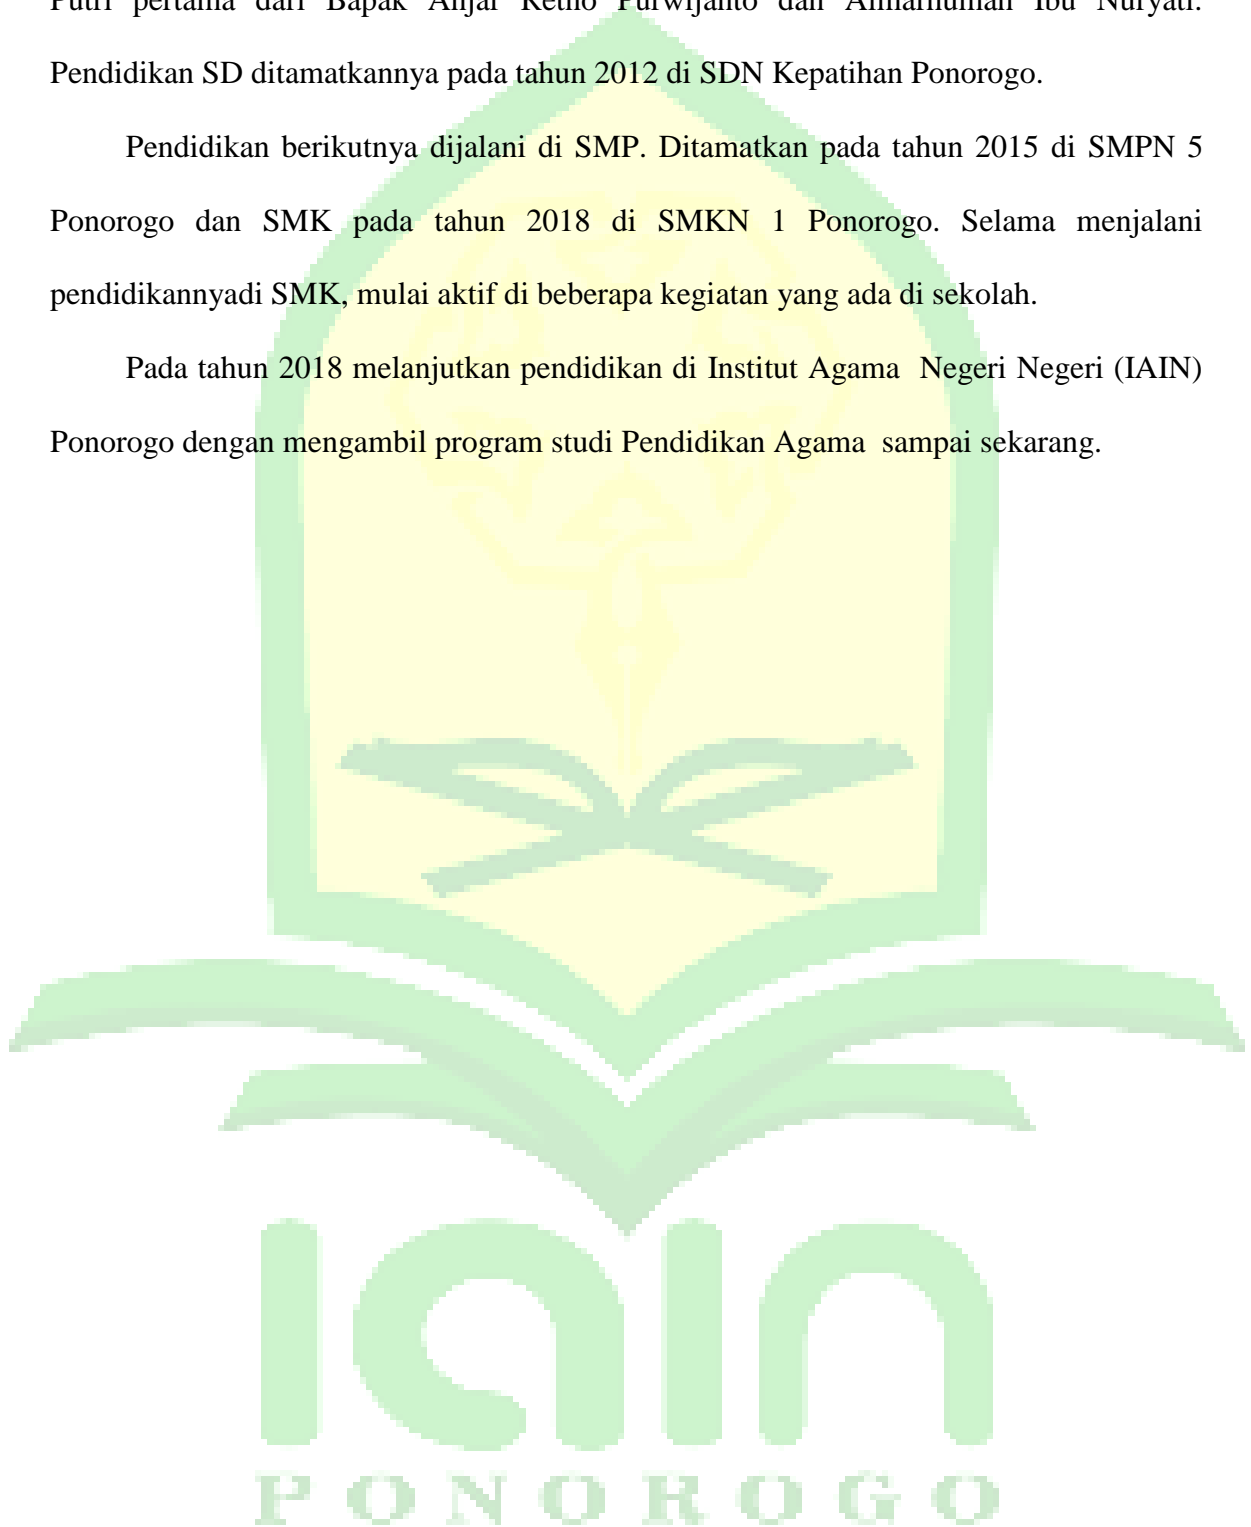 Putri pertama dari Bapak Anjar Retno Purwijanto dan Almarhumah Ibu Nuryati.
Pendidikan SD ditamatkannya pada tahun 2012 di SDN Kepatihan Ponorogo.
Pendidikan berikutnya dijalani di SMP. Ditamatkan pada tahun 2015 di SMPN 5
Ponorogo dan SMK pada tahun 2018 di SMKN 1 Ponorogo. Selama menjalani
pendidikannyadi SMK, mulai aktif di beberapa kegiatan yang ada di sekolah.
Pada tahun 2018 melanjutkan pendidikan di Institut Agama Negeri Negeri (IAIN)
Ponorogo dengan mengambil program studi Pendidikan Agama sampai sekarang.
iain
PONOROGO